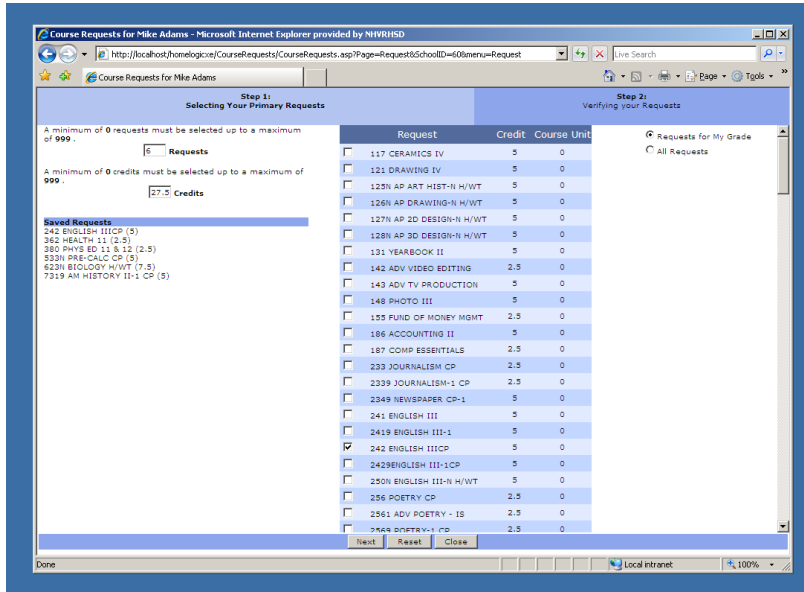 Course Requests for Mike Adams - Microsoft Internet Explorer provided by NHVRHSD
http://localhost/homelogicxe/CourseRequests/CourseRequests.asp?Page=Request&SchoolID=60&menu=Request
Live Search
Course Requests for Mike Adams
Page
Tools
Step 1:
Selecting Your Primary Requests
Step 2:
Verifying your Requests
A minimum of 0 requests must be selected up to a maximum
of 999 .
6 Requests
A minimum of 0 credits must be selected up to a maximum of
999 .
27.5 Credits
Saved Requests
242 ENGLISH IIICP (5)
362 HEALTH 11 (2.5)
380 PHYS ED 11 & 12 (2.5)
533N PRE-CALC CP (5)
623N BIOLOGY H/WT (7.5)
7319 AM HISTORY II-1 CP (5)
Request Credit Course Unit
117 CERAMICS IV 5 0
121 DRAWING IV 5 0
125N AP ART HIST-N H/WT 5 0
126N AP DRAWING-N H/WT 5 0
127N AP 2D DESIGN-N H/WT 5 0
128N AP 3D DESIGN-N H/WT 5 0
131 YEARBOOK II 5 0
142 ADV VIDEO EDITING 2.5 0
143 ADV TV PRODUCTION 5 0
148 PHOTO III 5 0
155 FUND OF MONEY MGMT 2.5 0
186 ACCOUNTING II 5 0
187 COMP ESSENTIALS 2.5 0
233 JOURNALISM CP 2.5 0
2339 JOURNALISM-1 CP 2.5 0
2349 NEWSPAPER CP-1 5 0
241 ENGLISH III 5 0
2419 ENGLISH III-1 5 0
242 ENGLISH IIICP 5 0
2429ENGLISH III-1CP 5 0
250N ENGLISH III-N H/WT 5 0
256 POETRY CP 2.5 0
2561 ADV POETRY - IS 2.5 0
2569 POETRY-1 CP 2.5 0
Requests for My Grade
All Requests
Next Reset Close
Done
Local intranet
100%